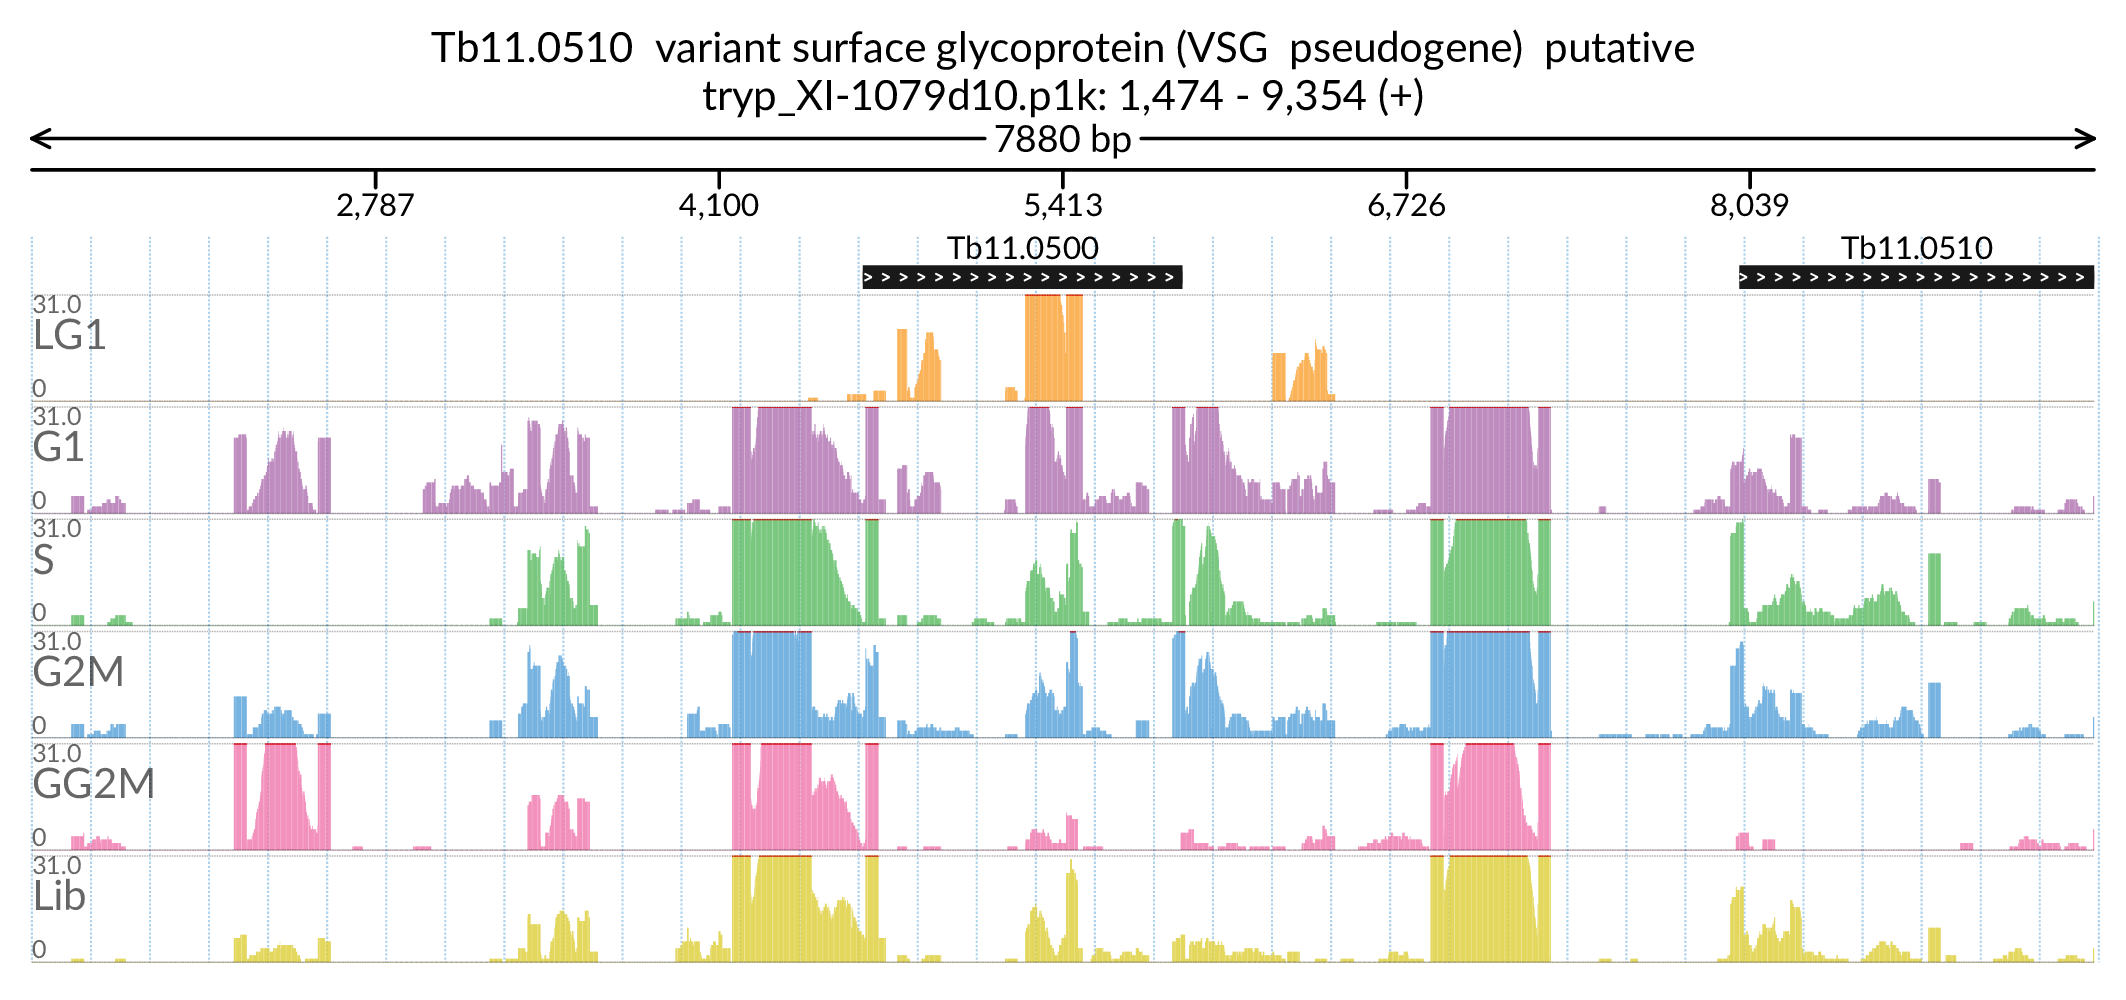 Tb11.0510 variant surface glycoprotein (VSG pseudogene) putative
tryp_XI-1079d10.p1k: 1,474 - 9,354 (+)
7880 bp
2,787 4,100 5,413 6,726 8,039
Tb11.0500 Tb11.0510
31.0
LG1
0
31.0
G1
0
31.0
S
0
31.0
G2M
0
31.0
GG2M
0
31.0
Lib
0